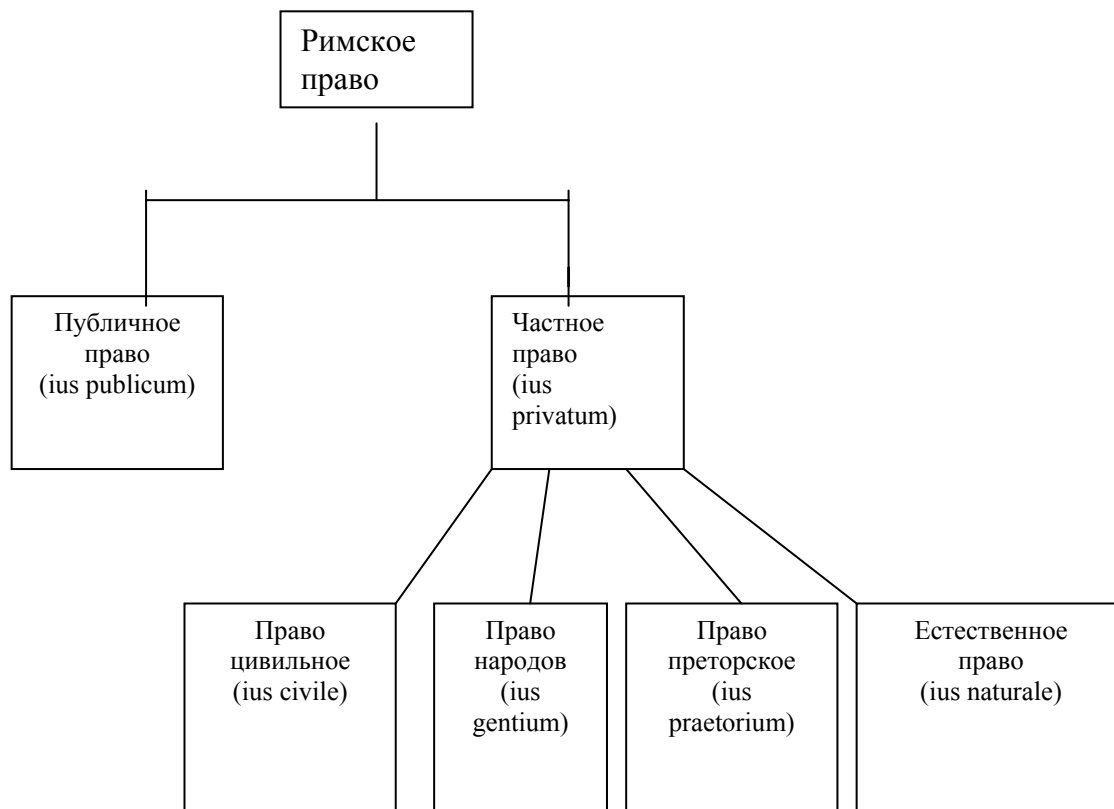 Римское
право
Публичное
право
(ius publicum)
Частное
право
(ius
privatum)
Право
цивильное
(ius civile)
Право
народов
(ius
gentium)
Право
преторское
(ius
praetorium)
Естественное
право
(ius naturale)